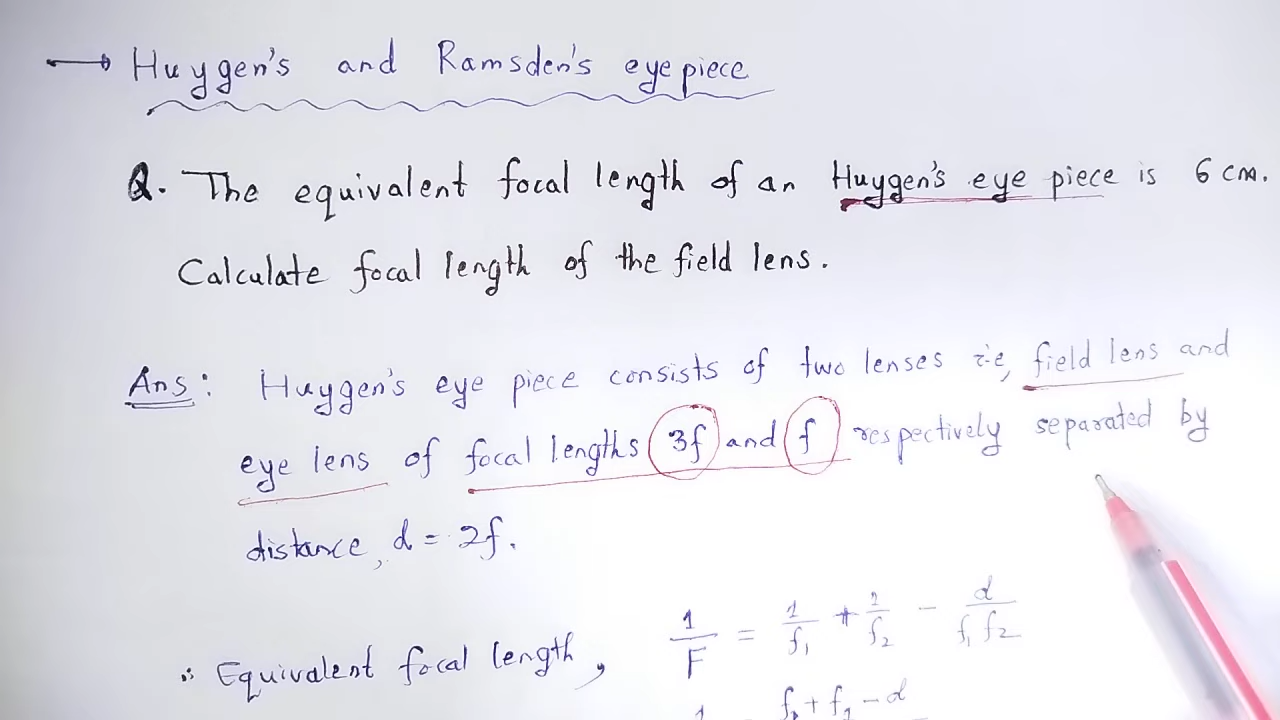 → Huygen's and Ramsden's eye piece
Q. The equivalent focal length of an Huygen's eye piece is 6 cm.
Calculate focal length of the field lens.
Ans: Huygen's eye piece consists of two lenses i.e, field lens and
eye lens of focal lengths 3f and f respectively separated by
distance, d = 2f.
∴ Equivalent focal length, 1/F = 1/f₁ + 1/f₂ - d/f₁f₂